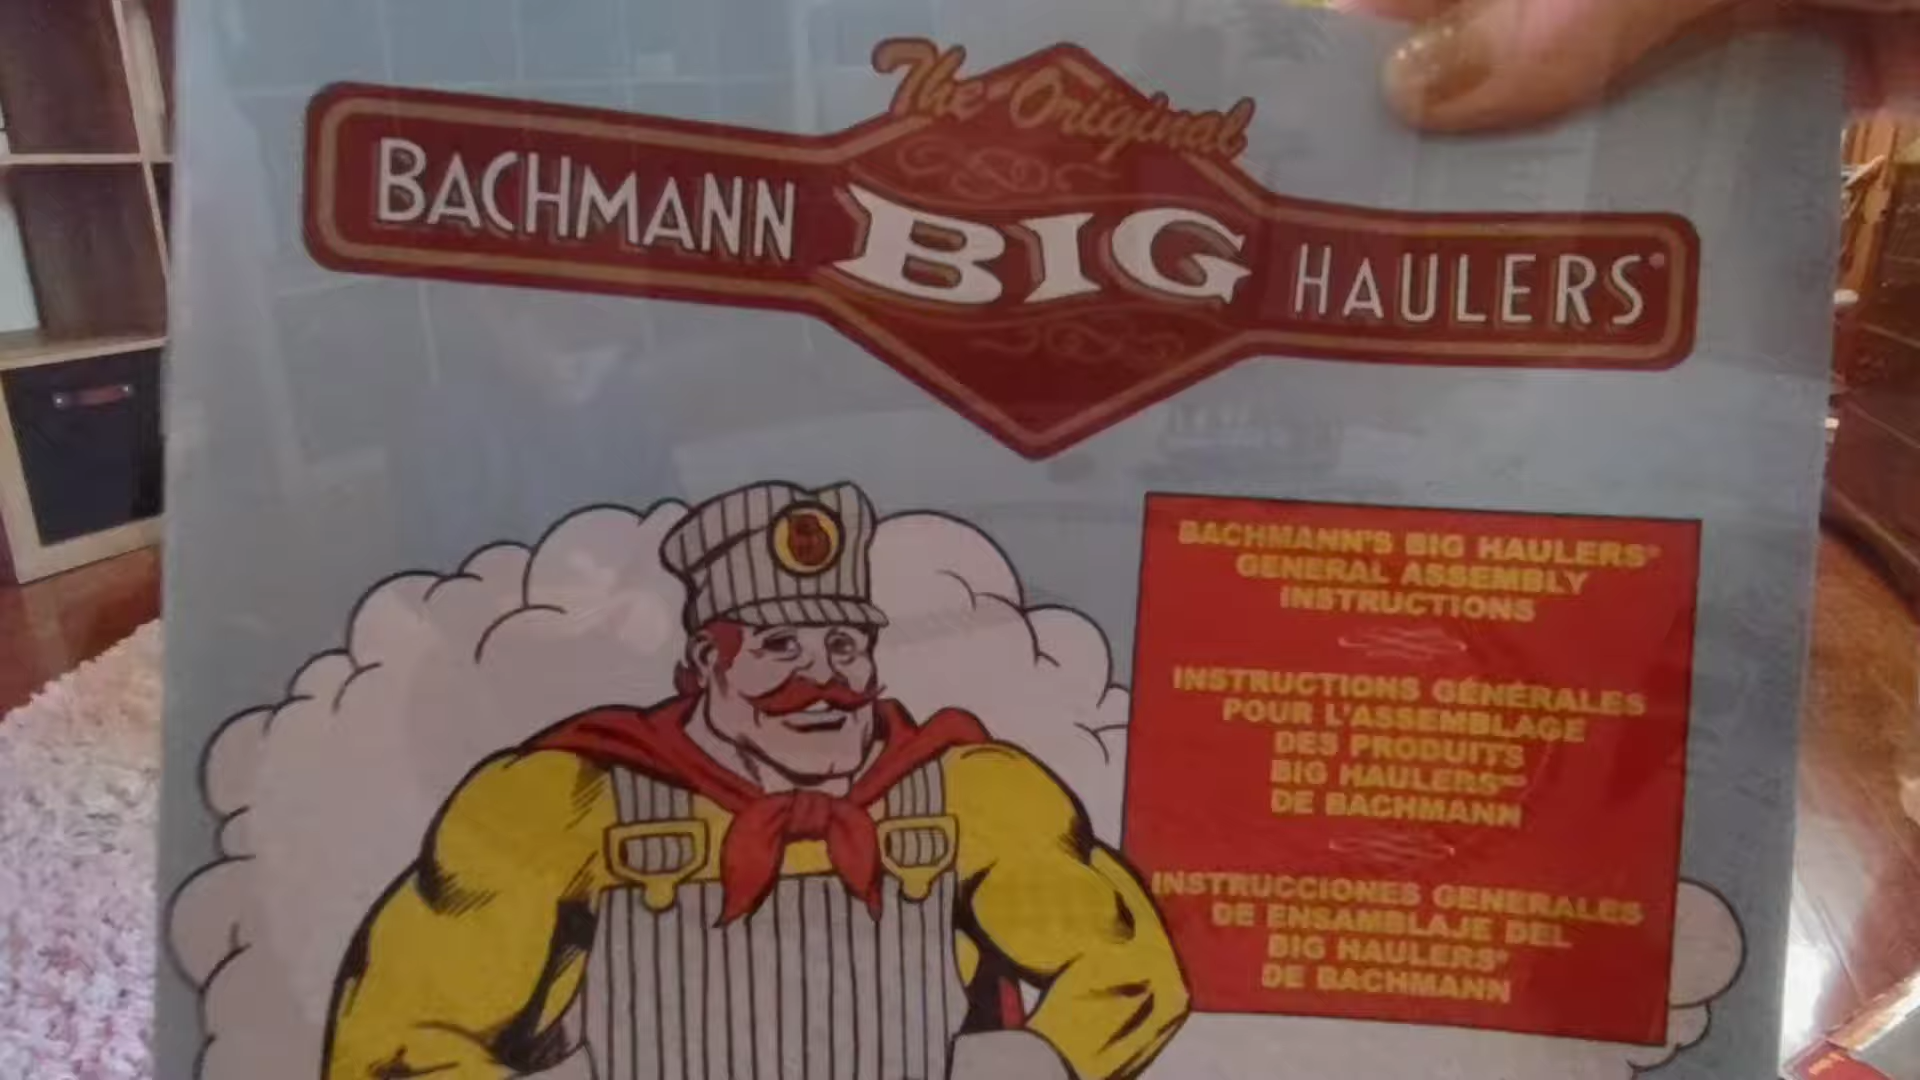 The Original
BACHMANN BIG HAULERS®
BACHMANN'S BIG HAULERS®
GENERAL ASSEMBLY
INSTRUCTIONS
INSTRUCTIONS GÉNÉRALES
POUR L'ASSEMBLAGE
DES PRODUITS
BIG HAULERS
DE BACHMANN
INSTRUCCIONES GENERALES
DE ENSAMBLAJE DEL
BIG HAULERS®
DE BACHMANN